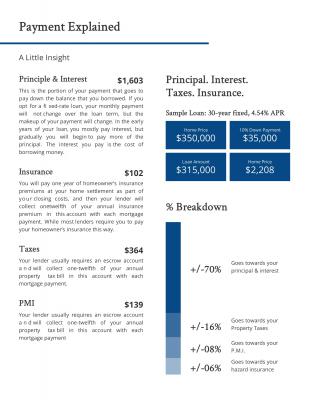 Payment Explained
A Little Insight
Principle & Interest $1,603
This is the portion of your payment that goes to
pay down the balance that you borrowed. If you
opt for a fi xed-rate loan, your monthly payment
will not change over the loan term, but the
makeup of your payment will change. In the early
years of your loan, you mostly pay interest, but
gradually you will begin to pay more of the
principal. The interest you pay is the cost of
borrowing money.
Insurance $102
You will pay one year of homeowner's insurance
premiums at your home settlement as part of
your closing costs, and then your lender will
collect onetwelfth of your annual insurance
premium in this account with each mortgage
payment. While most lenders require you to pay
your homeowner's insurance this way.
Taxes $364
Your lender usually requires an escrow account
a n d will collect one-twelfth of your annual
property tax bill in this account with each
mortgage payment.
PMI $139
Your lender usually requires an escrow account
a n d will collect one-twelfth of your annual
property tax bill in this account with each
mortgage payment
Principal. Interest.
Taxes. Insurance.
Sample Loan: 30-year fixed, 4.54% APR
Home Price
$350,000
10% Down Payment
$35,000
Loan Amount
$315,000
Home Price
$2,208
% Breakdown
+/-70% Goes towards your
principal & interest
+/-16% Goes towards your
Property Taxes
+/-08% Goes towards your
P.M.I.
+/-06% Goes towards your
hazard insurance